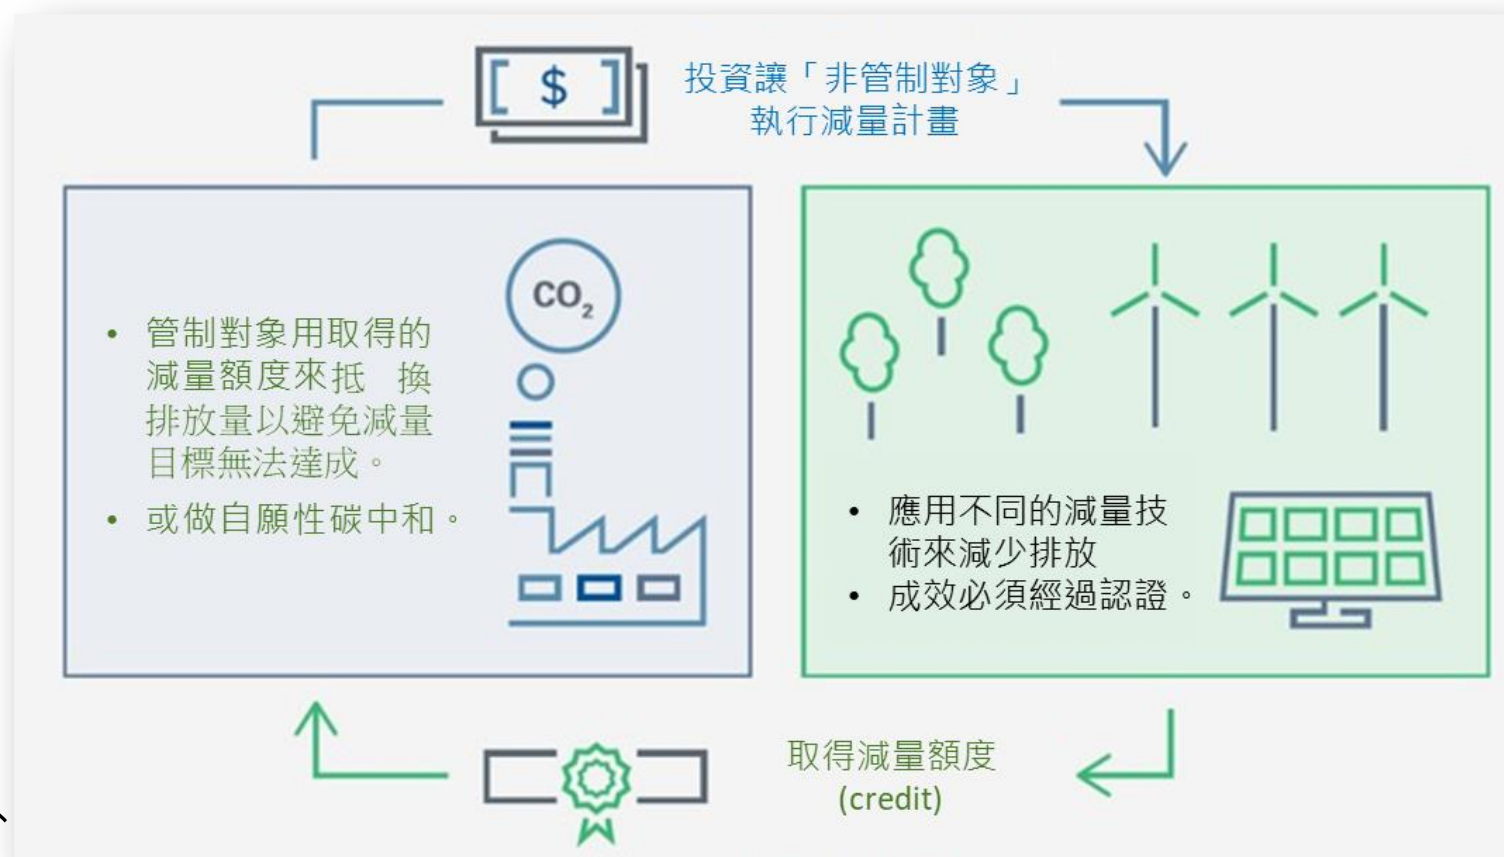 $
投資讓「非管制對象」
執行減量計畫
CO₂
• 管制對象用取得的
減量額度來抵 換
排放量以避免減量
目標無法達成。
• 或做自願性碳中和。
• 應用不同的減量技
術來減少排放
• 成效必須經過認證。
取得減量額度
(credit)